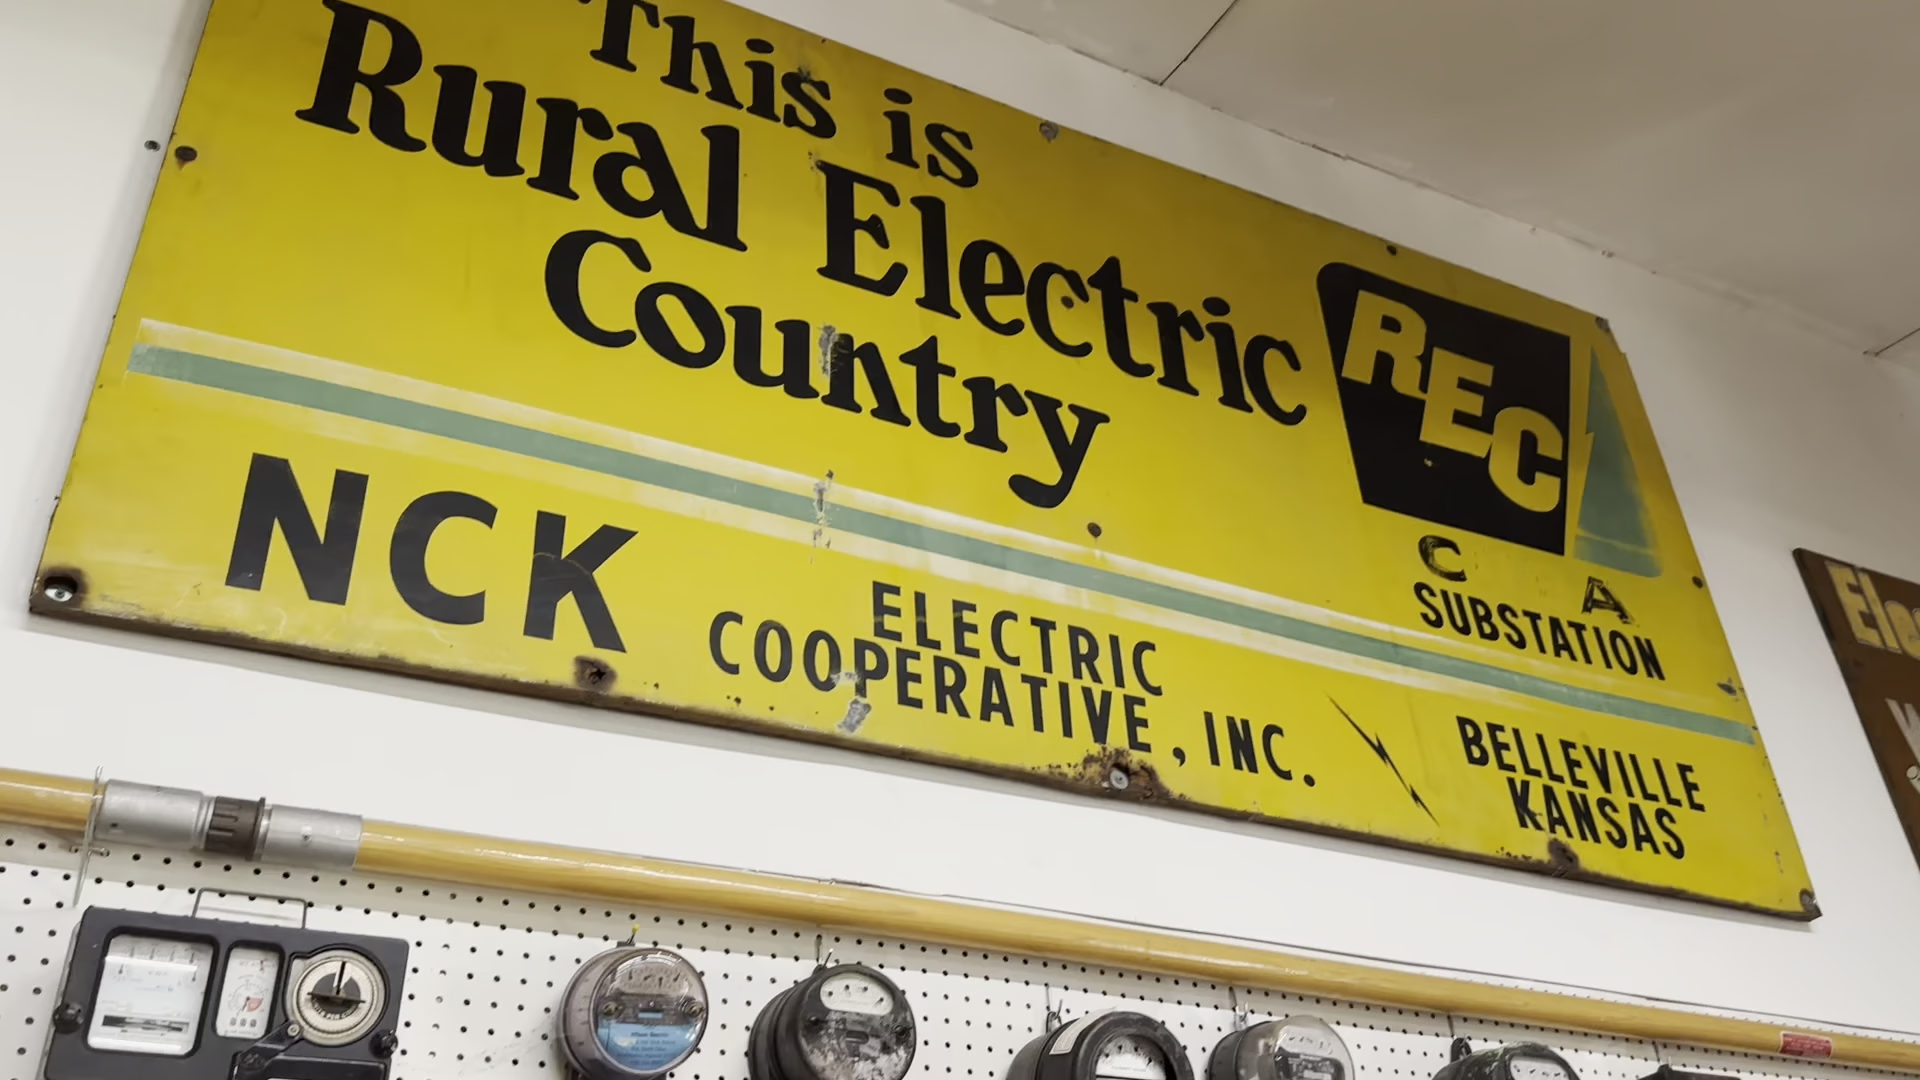 This is
Rural Electric
Country
REC
C A
SUBSTATION
NCK
ELECTRIC
COOPERATIVE, INC.
BELLEVILLE
KANSAS